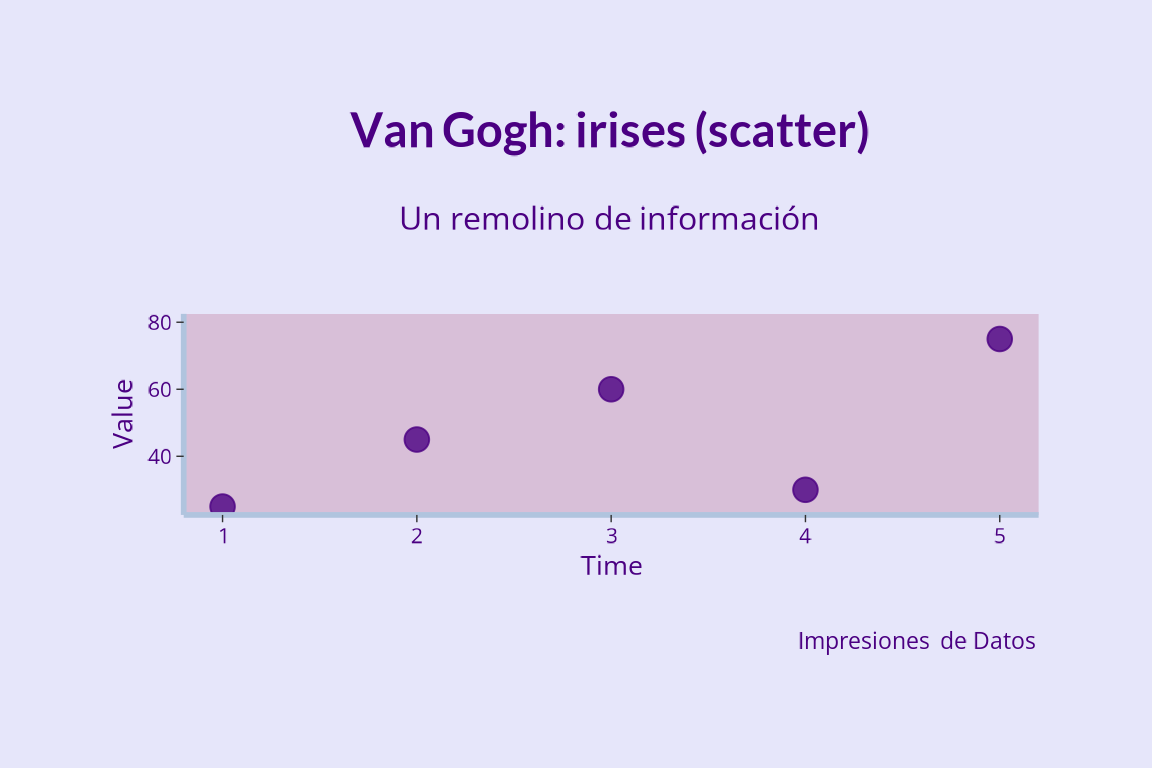 Van Gogh: irises (scatter)
Un remolino de información
80
60
40
Value
1 2 3 4 5
Time
Impresiones de Datos